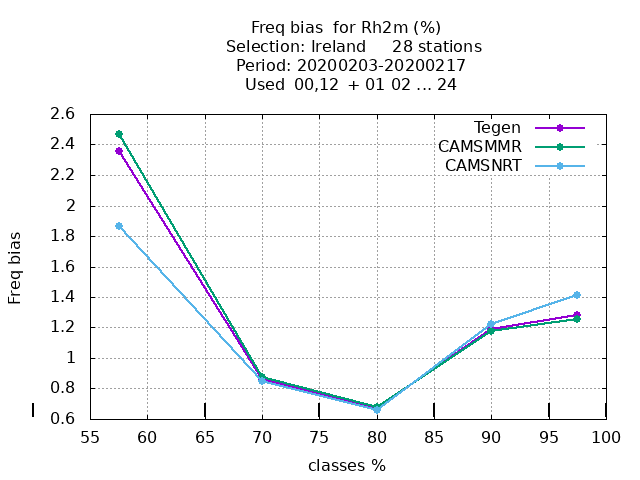 Freq bias  for Rh2m (%)
Selection: Ireland     28 stations
Period: 20200203-20200217
Used  00,12  + 01 02 ... 24
Tegen
CAMSMMR
CAMSNRT
2.6
2.4
2.2
2
1.8
1.6
1.4
1.2
1
0.8
0.6
Freq bias
55 60 65 70 75 80 85 90 95 100
classes %